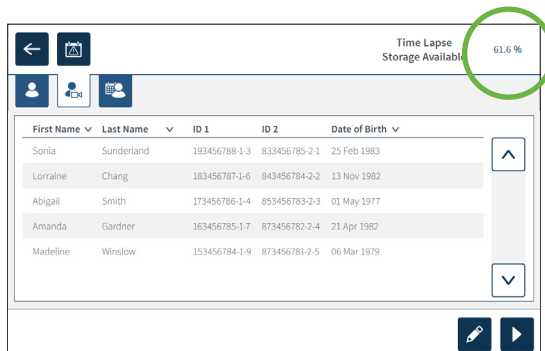 Time Lapse
Storage Available 61.6 %
First Name Last Name ID 1 ID 2 Date of Birth
Sonia Sunderland 193456788-1-3 833456785-2-1 25 Feb 1983
Lorraine Chang 183456787-1-6 843456784-2-2 13 Nov 1982
Abigail Smith 173456786-1-4 853456783-2-3 01 May 1977
Amanda Gardner 163456785-1-7 873456782-2-4 21 Apr 1982
Madeline Winslow 153456784-1-9 873456781-2-5 06 Mar 1979